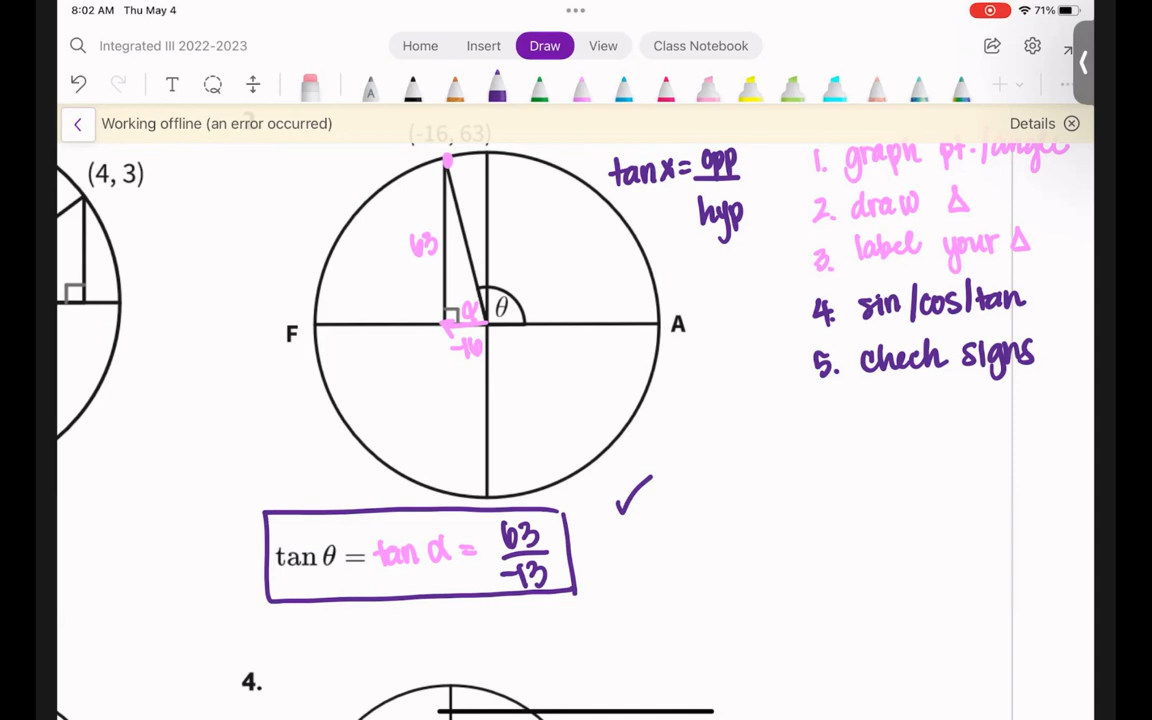 8:02 AM Thu May 4
71%
Integrated III 2022-2023
Home Insert Draw View Class Notebook
T
A
Working offline (an error occurred)
Details
(-16, 63)
(4, 3)
tan x = opp
hyp
1. graph pt./angle
2. draw Δ
3. label your Δ
4. sin/cos/tan
5. chech signs
63
α
θ
-16
F
A
tan θ = tan α = 63
-13
4.